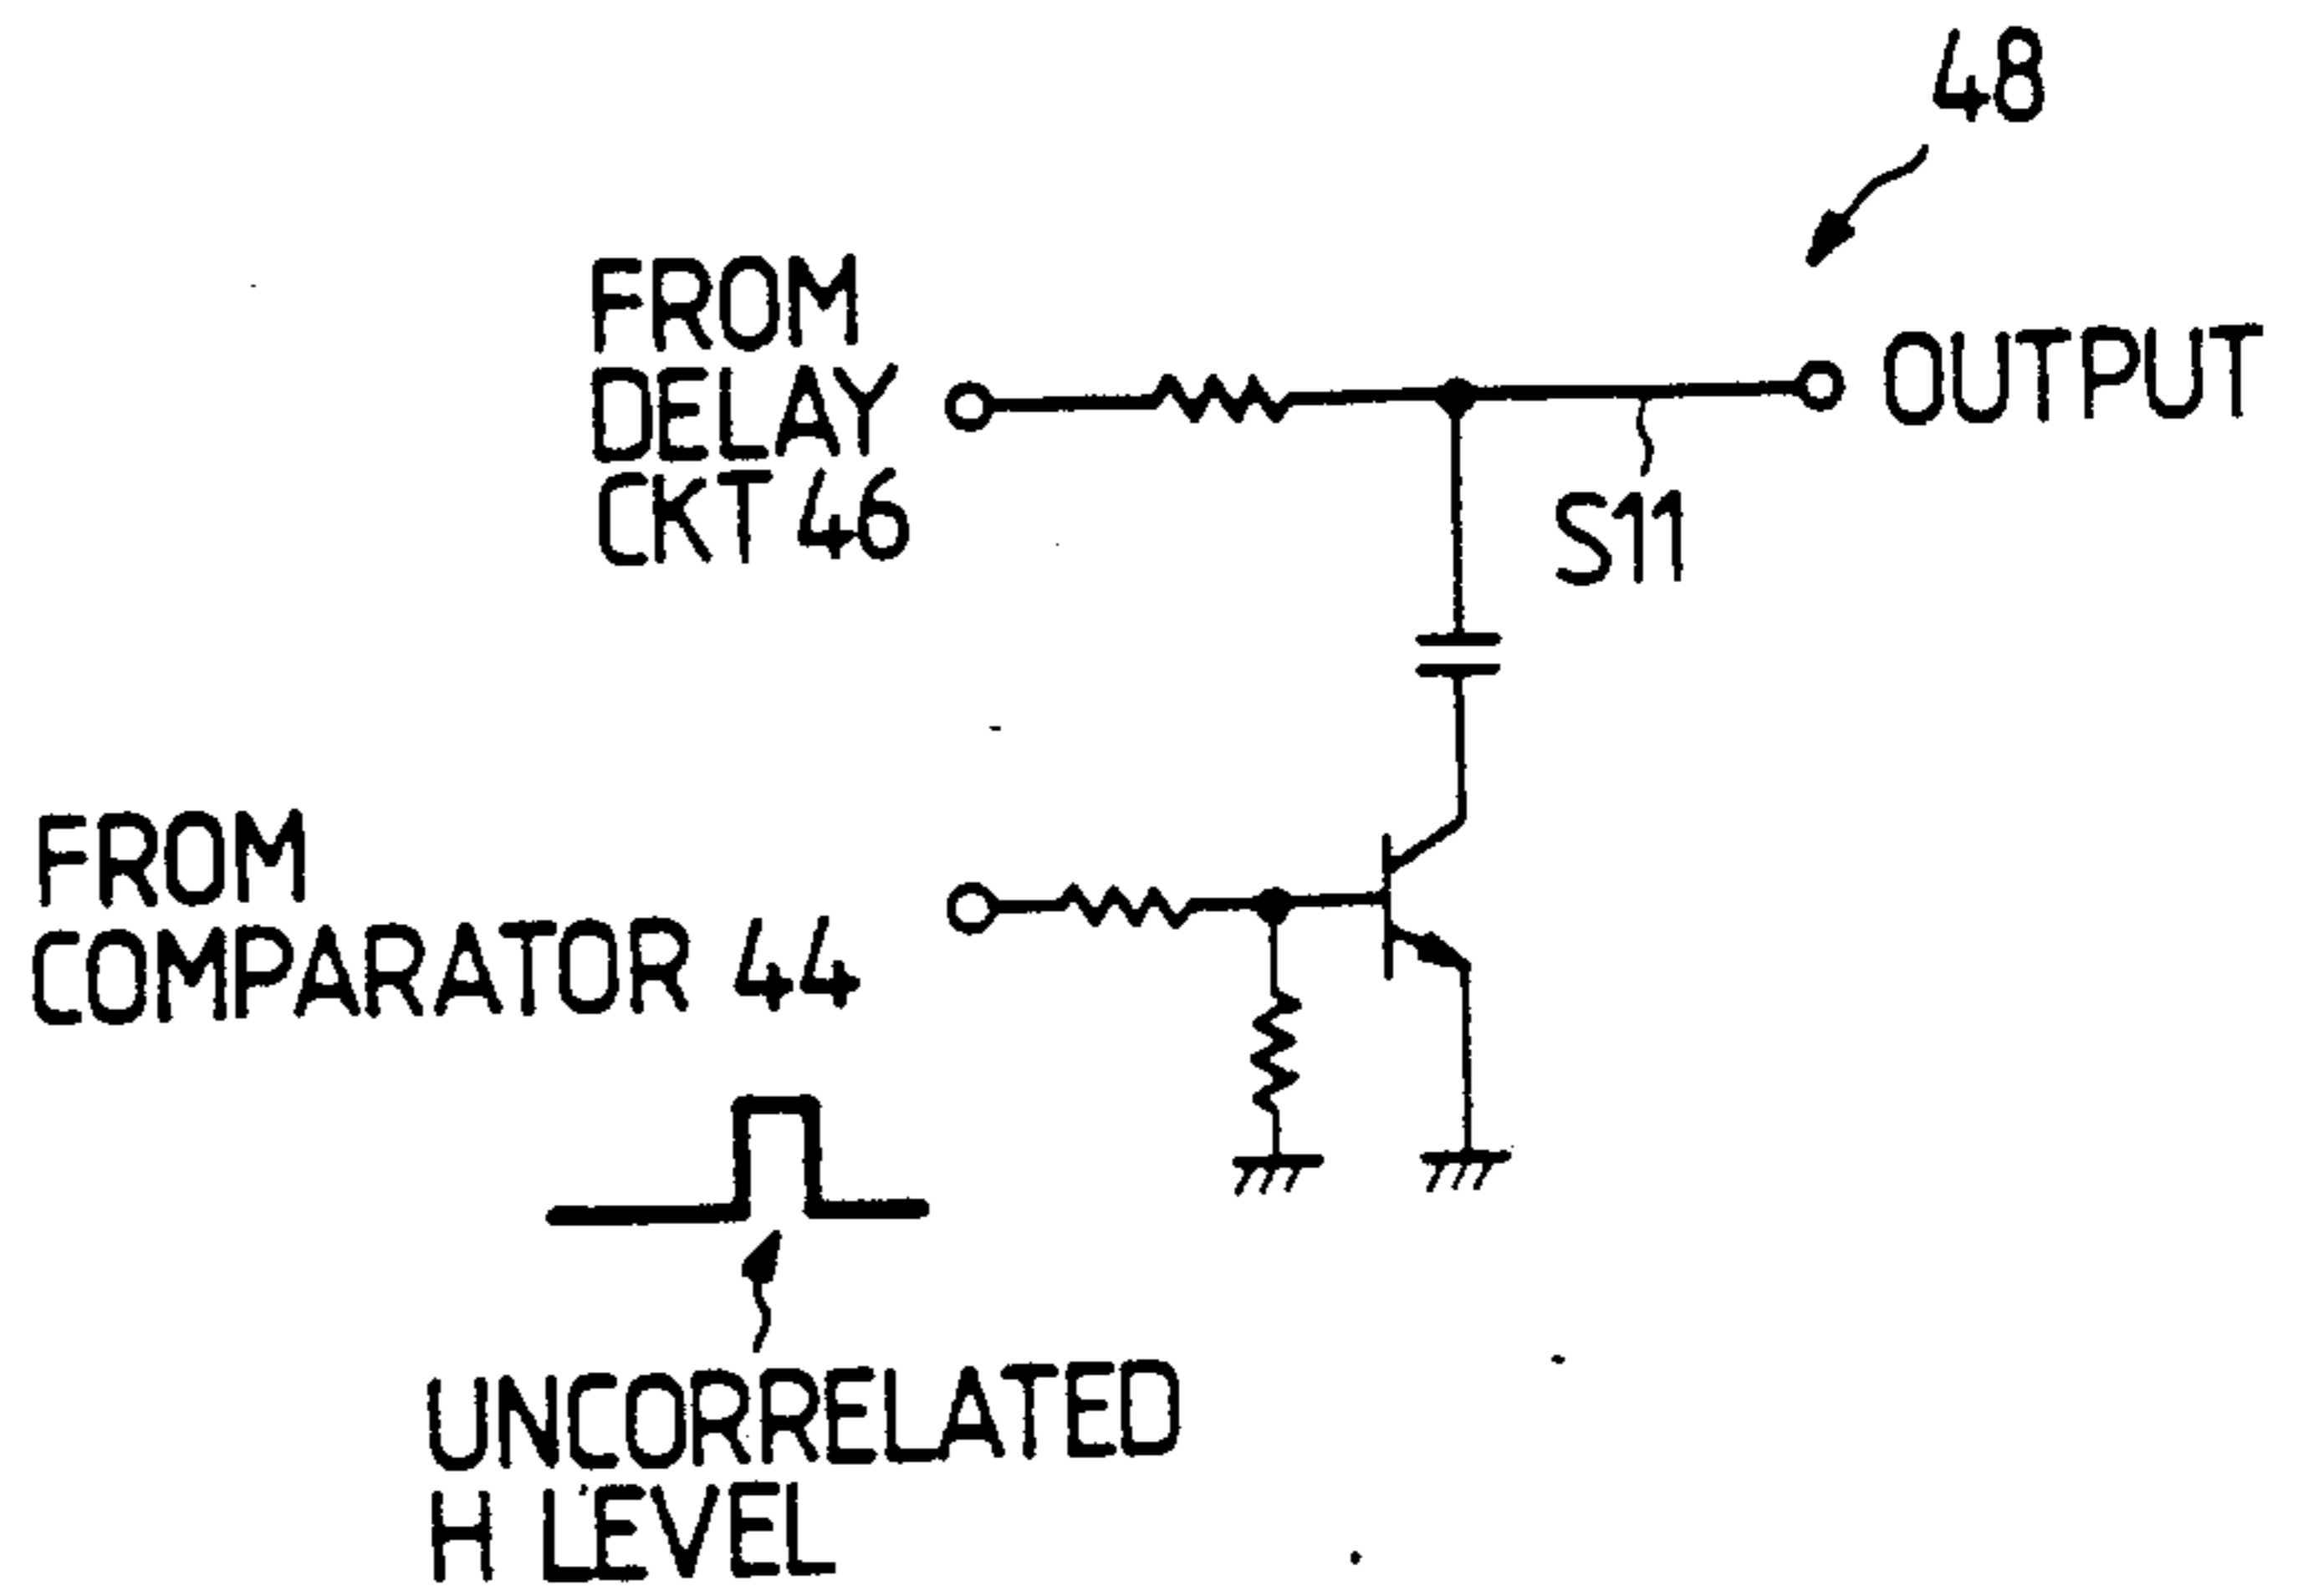 48
FROM
DELAY
CKT 46
OUTPUT
S11
FROM
COMPARATOR 44
UNCORRELATED
H LEVEL